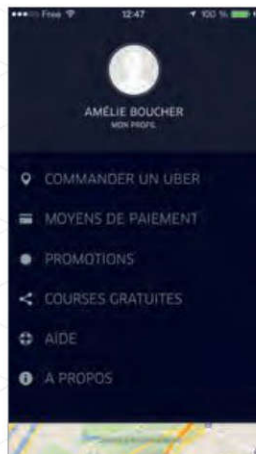 Free 12:47 100 %
AMÉLIE BOUCHER
MON PROFIL
COMMANDER UN UBER
MOYENS DE PAIEMENT
PROMOTIONS
COURSES GRATUITES
AIDE
A PROPOS